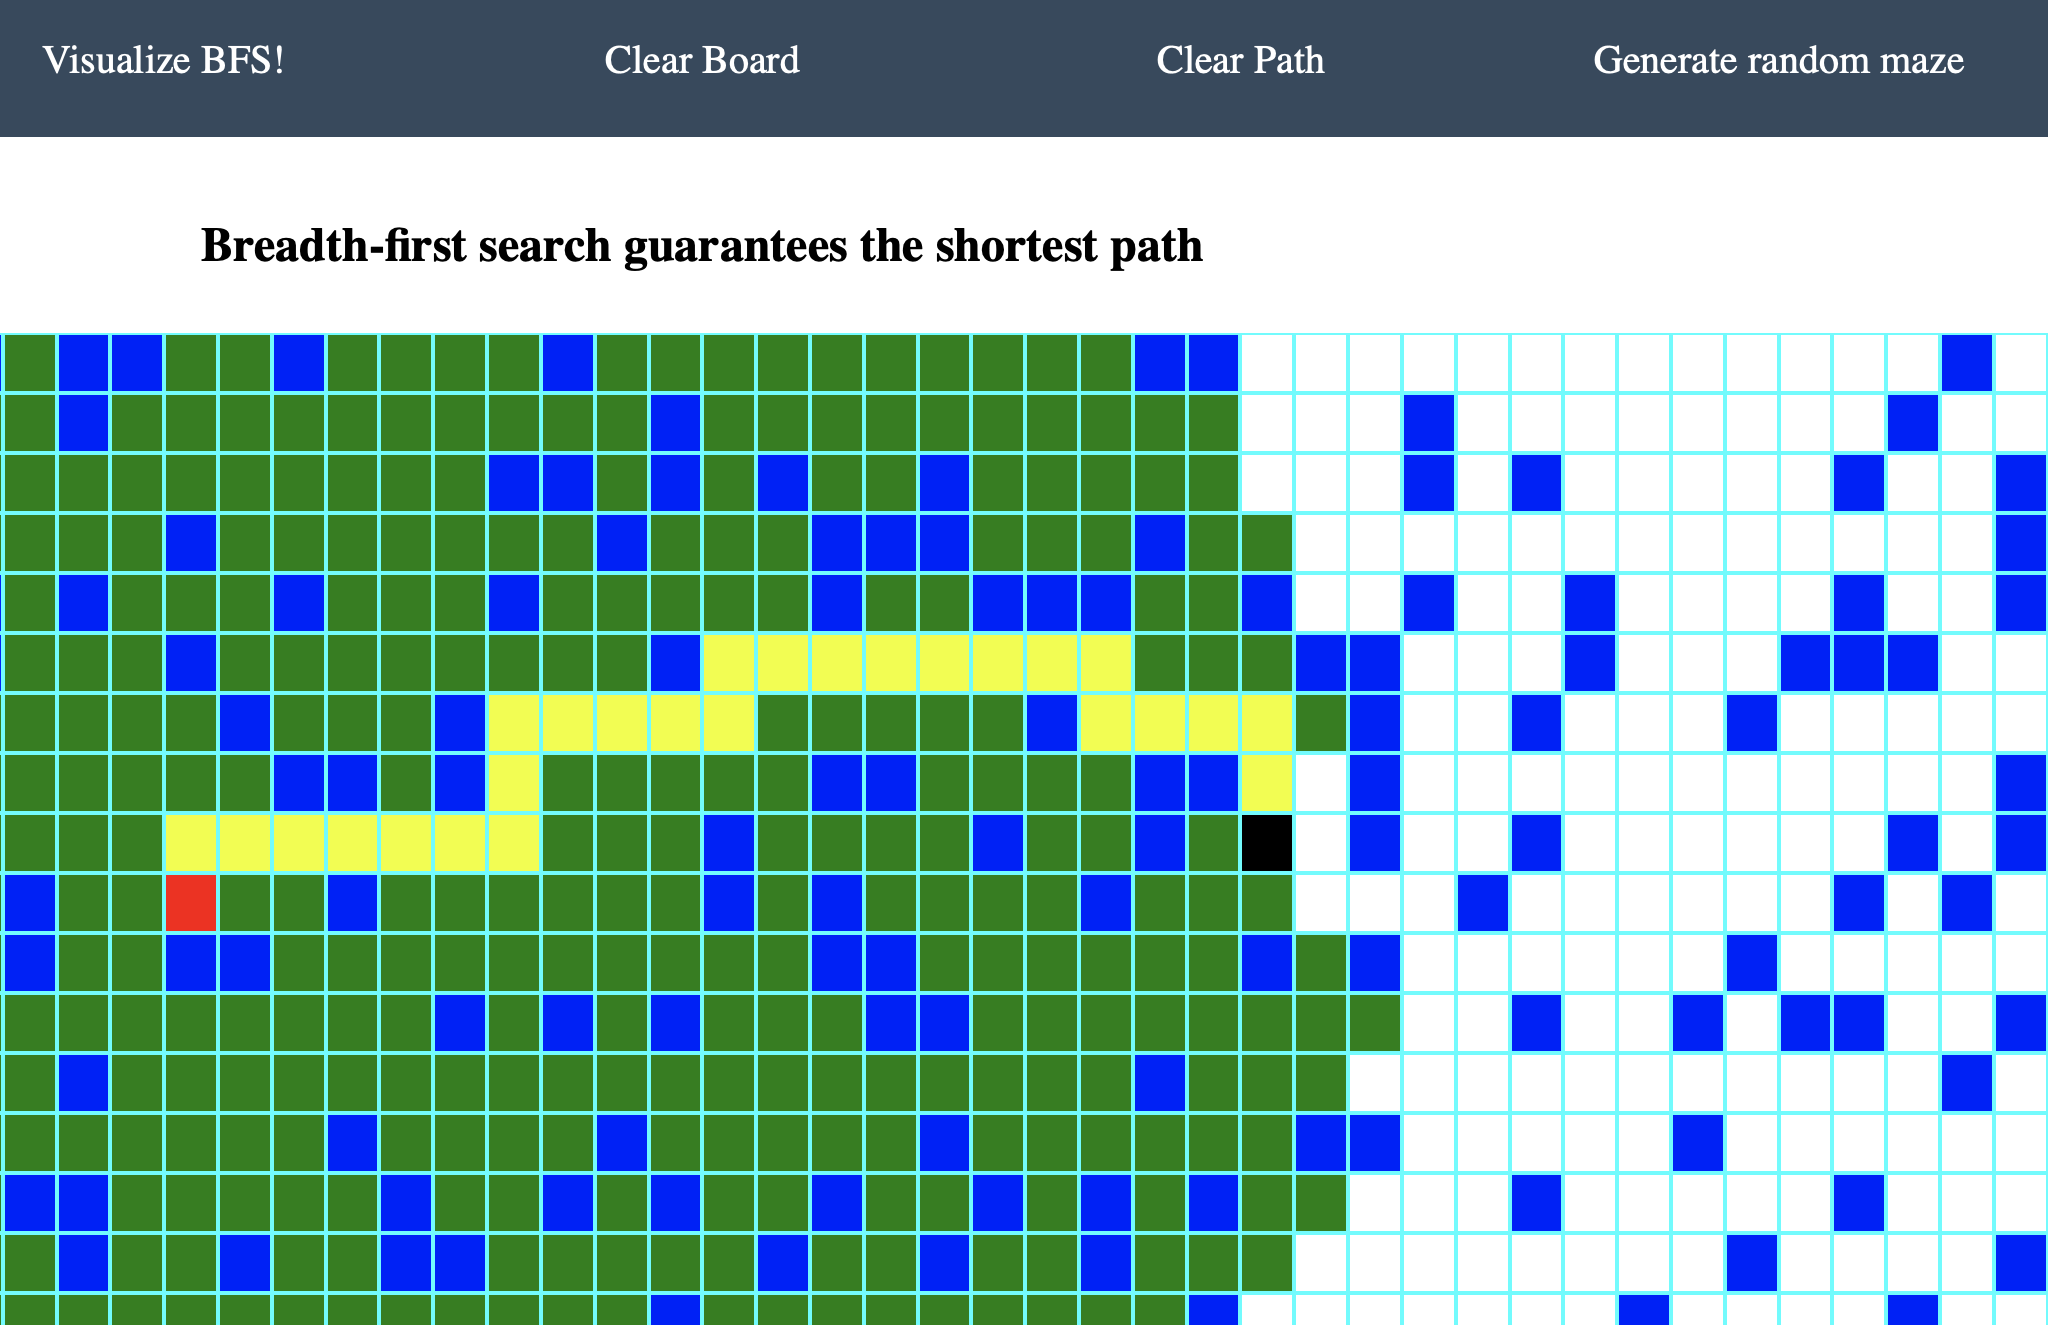 Visualize BFS!
Clear Board
Clear Path
Generate random maze
Breadth-first search guarantees the shortest path